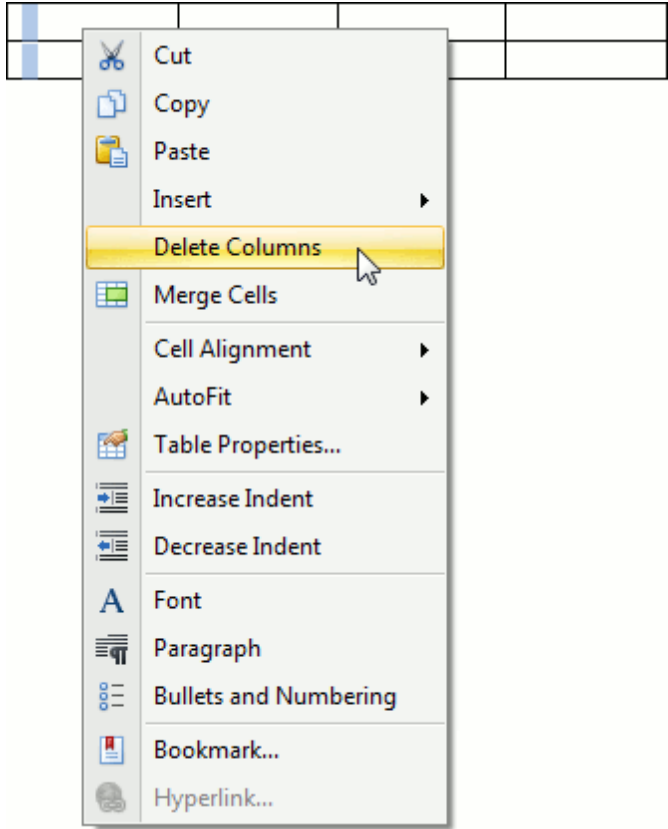 Cut
Copy
Paste
Insert
Delete Columns
Merge Cells
Cell Alignment
AutoFit
Table Properties...
Increase Indent
Decrease Indent
Font
Paragraph
Bullets and Numbering
Bookmark...
Hyperlink...